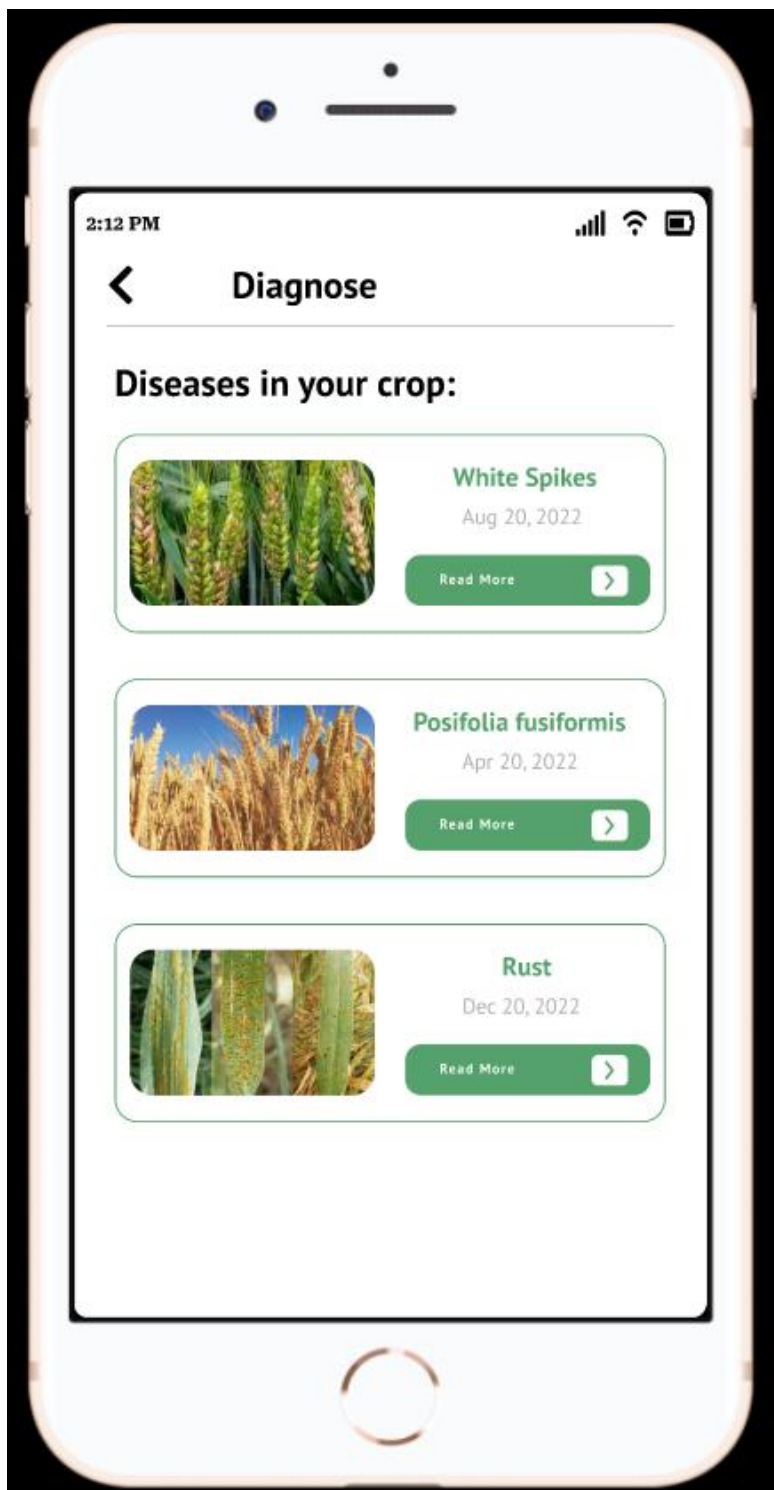 2:12 PM
Diagnose
Diseases in your crop:
White Spikes
Aug 20, 2022
Read More
Posifolia fusiformis
Apr 20, 2022
Read More
Rust
Dec 20, 2022
Read More